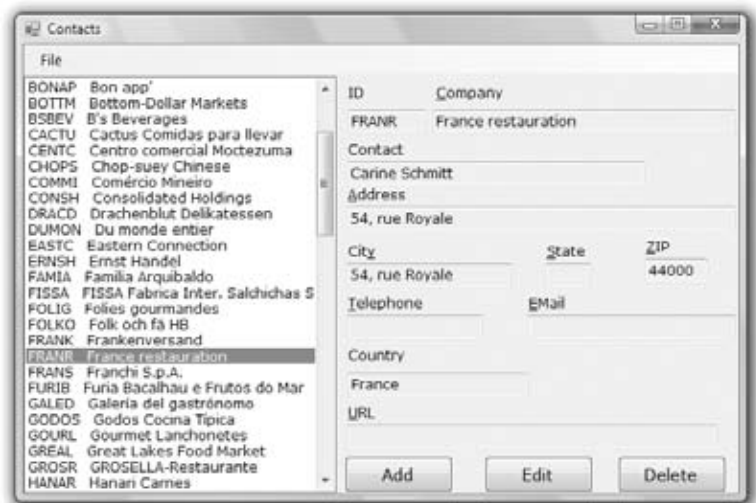 Contacts
File
BONAP Bon app'
BOTTM Bottom-Dollar Markets
BSBEV B's Beverages
CACTU Cactus Comidas para llevar
CENTC Centro comercial Moctezuma
CHOPS Chop-suey Chinese
COMMI Comércio Mineiro
CONSH Consolidated Holdings
DRACD Drachenblut Delikatessen
DUMON Du monde entier
EASTC Eastern Connection
ERNSH Ernst Handel
FAMIA Familia Arquibaldo
FISSA FISSA Fabrica Inter. Salchichas S
FOLIG Folies gourmandes
FOLKO Folk och fä HB
FRANK Frankenversand
FRANR France restauration
FRANS Franchi S.p.A.
FURIB Furia Bacalhau e Frutos do Mar
GALED Galería del gastrónomo
GODOS Godos Cocina Típica
GOURL Gourmet Lanchonetes
GREAL Great Lakes Food Market
GROSR GROSELLA-Restaurante
HANAR Hanari Carnes
ID Company
FRANR France restauration
Contact
Carine Schmitt
Address
54, rue Royale
City State ZIP
54, rue Royale 44000
Telephone EMail
Country
France
URL
Add Edit Delete